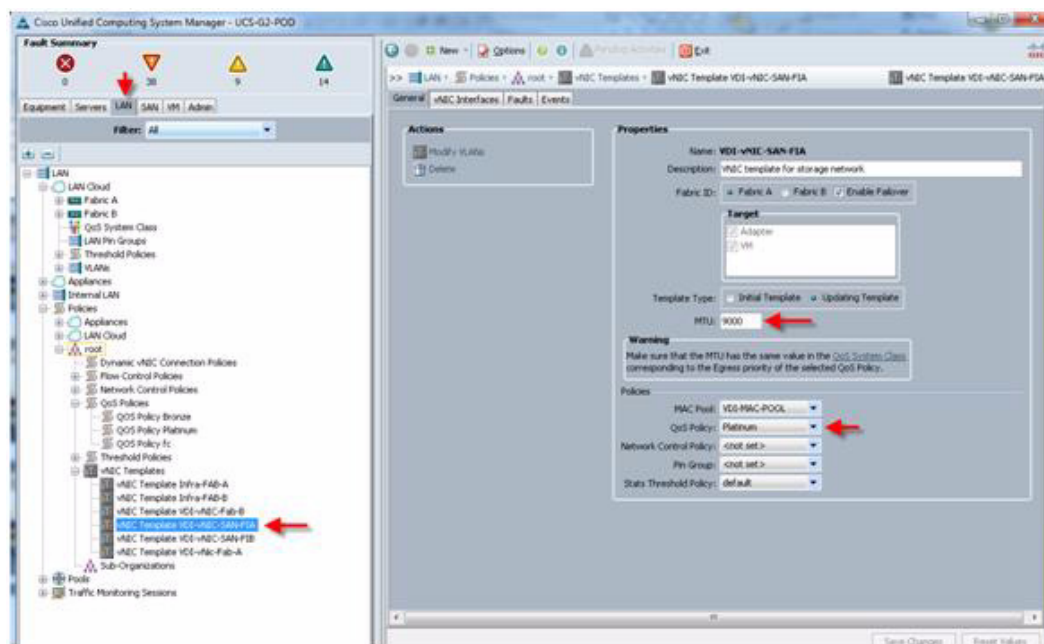 Cisco Unified Computing System Manager - UCS-G2-POD
Fault Summary
0 38 9 14
Equipment Servers LAN SAN VM Admin
Filter: All
LAN
LAN Cloud
Fabric A
Fabric B
QoS System Class
LAN Pin Groups
Threshold Policies
VLANs
Appliances
Internal LAN
Policies
Appliances
LAN Cloud
root
Dynamic vNIC Connection Policies
Flow Control Policies
Network Control Policies
QoS Policies
QOS Policy Bronze
QOS Policy Platinum
QOS Policy fc
Threshold Policies
vNIC Templates
vNIC Template Infra-FAB-A
vNIC Template Infra-FAB-B
vNIC Template VDI-vNIC-Fab-B
vNIC Template VDI-vNIC-SAN-FIA
vNIC Template VDI-vNIC-SAN-FIB
vNIC Template VDI-vNic-Fab-A
Sub-Organizations
Pools
Traffic Monitoring Sessions
New Options Pending Activities Exit
>> LAN Policies root vNIC Templates vNIC Template VDI-vNIC-SAN-FIA vNIC Template VDI-vNIC-SAN-FIA
General vNIC Interfaces Faults Events
Actions
Modify VLANs
Delete
Properties
Name: VDI-vNIC-SAN-FIA
Description: vNIC template for storage network
Fabric ID: Fabric A Fabric B Enable Failover
Target
Adapter
VM
Template Type: Initial Template Updating Template
MTU: 9000
Warning
Make sure that the MTU has the same value in the QoS System Class
corresponding to the Egress priority of the selected QoS Policy.
Policies
MAC Pool: VDI-MAC-POOL
QoS Policy: Platinum
Network Control Policy: <not set>
Pin Group: <not set>
Stats Threshold Policy: default
Save Changes Reset Values